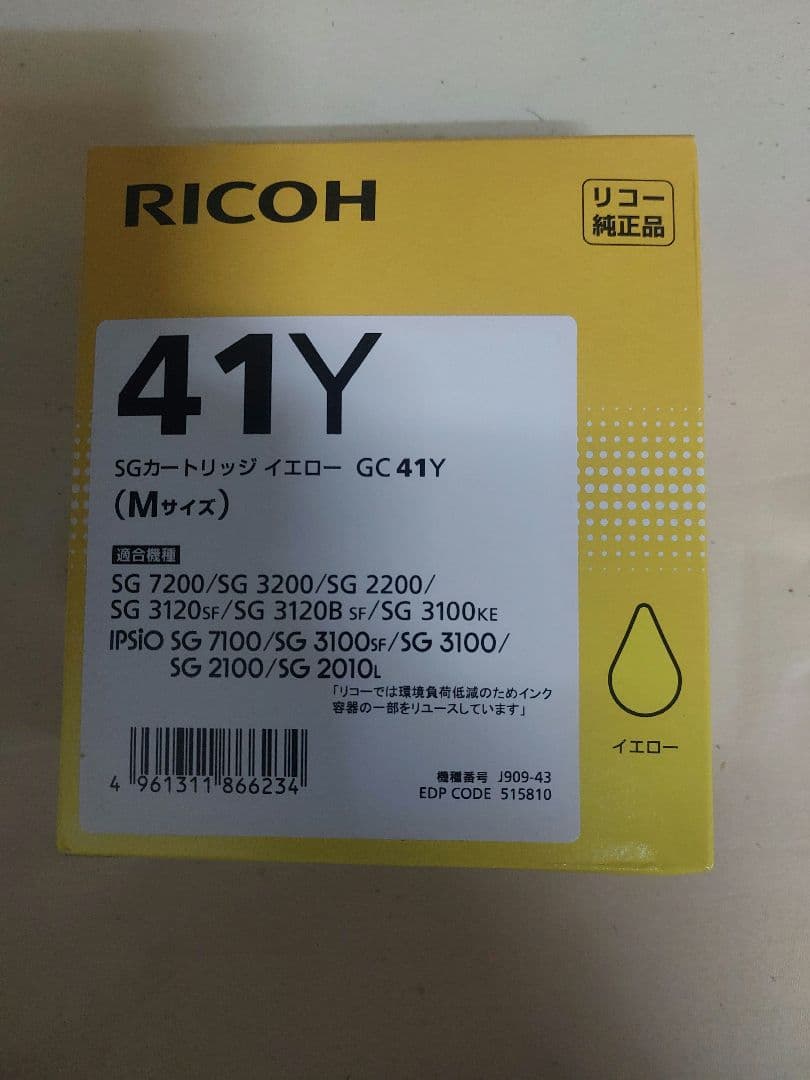 RICOH
リコー
純正品
41Y
SGカートリッジ イエロー GC 41Y
(Mサイズ)
適合機種
SG 7200/SG 3200/SG 2200/
SG 3120SF/SG 3120B SF/SG 3100KE
IPSiO SG 7100/SG 3100SF/SG 3100/
SG 2100/SG 2010L
「リコーでは環境負荷低減のためインク
容器の一部をリユースしています」
イエロー
4 961311 866234
機種番号 J909-43
EDP CODE 515810